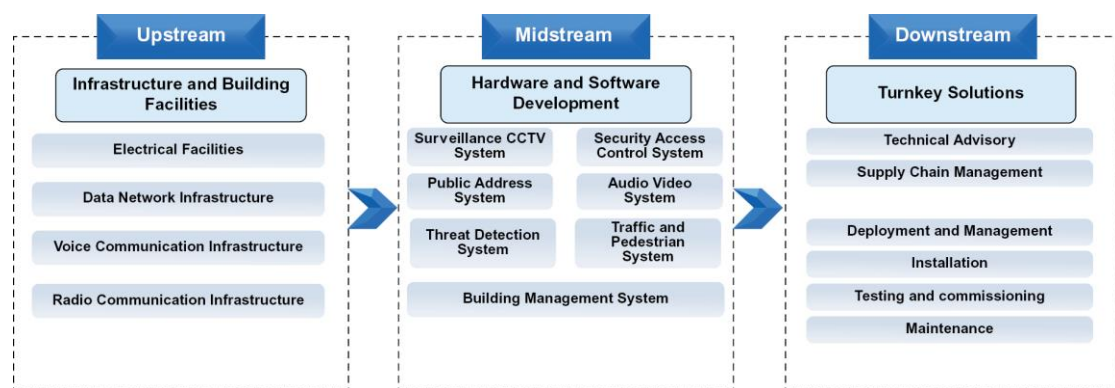 Upstream
Infrastructure and Building
Facilities
Electrical Facilities
Data Network Infrastructure
Voice Communication Infrastructure
Radio Communication Infrastructure
Midstream
Hardware and Software
Development
Surveillance CCTV
System
Security Access
Control System
Public Address
System
Audio Video
System
Threat Detection
System
Traffic and
Pedestrian
System
Building Management System
Downstream
Turnkey Solutions
Technical Advisory
Supply Chain Management
Deployment and Management
Installation
Testing and commissioning
Maintenance